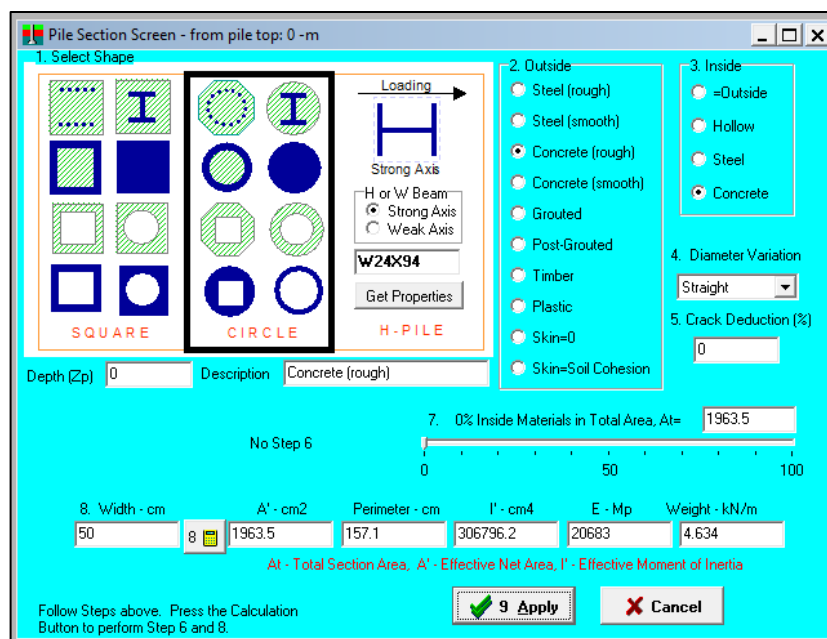 Pile Section Screen - from pile top: 0 -m
1. Select Shape
SQUARE
CIRCLE
Loading
Strong Axis
H or W Beam
Strong Axis
Weak Axis
W24X94
Get Properties
H-PILE
2. Outside
Steel (rough)
Steel (smooth)
Concrete (rough)
Concrete (smooth)
Grouted
Post-Grouted
Timber
Plastic
Skin=0
Skin=Soil Cohesion
3. Inside
=Outside
Hollow
Steel
Concrete
4. Diameter Variation
Straight
5. Crack Deduction (%)
0
Depth (Zp) 0 Description Concrete (rough)
No Step 6
7. 0% Inside Materials in Total Area, At= 1963.5
0 50 100
8. Width - cm A' - cm2 Perimeter - cm I' - cm4 E - Mp Weight - kN/m
50 8 1963.5 157.1 306796.2 20683 4.634
At - Total Section Area, A' - Effective Net Area, I' - Effective Moment of Inertia
Follow Steps above. Press the Calculation
Button to perform Step 6 and 8.
9 Apply
Cancel